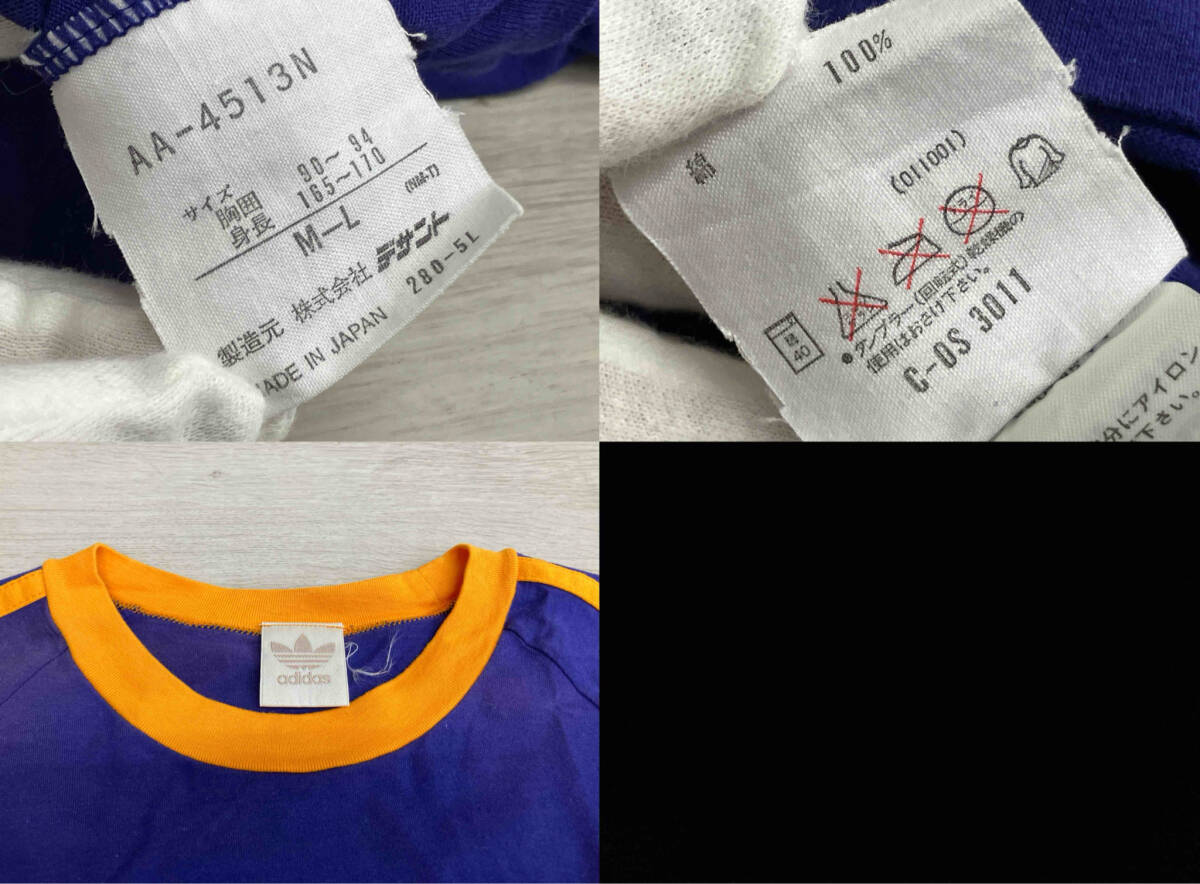 AA-4513N
サイズ
胸囲 90〜94
身長 165〜170
M-L (NM-T)
製造元 株式会社 デサント
MADE IN JAPAN 280-5L
綿 100%
(011001)
40
●タンブラー(回転式)乾燥機の
使用はおさけ下さい。
C-OS 3011
分にアイロン
下さい。
adidas